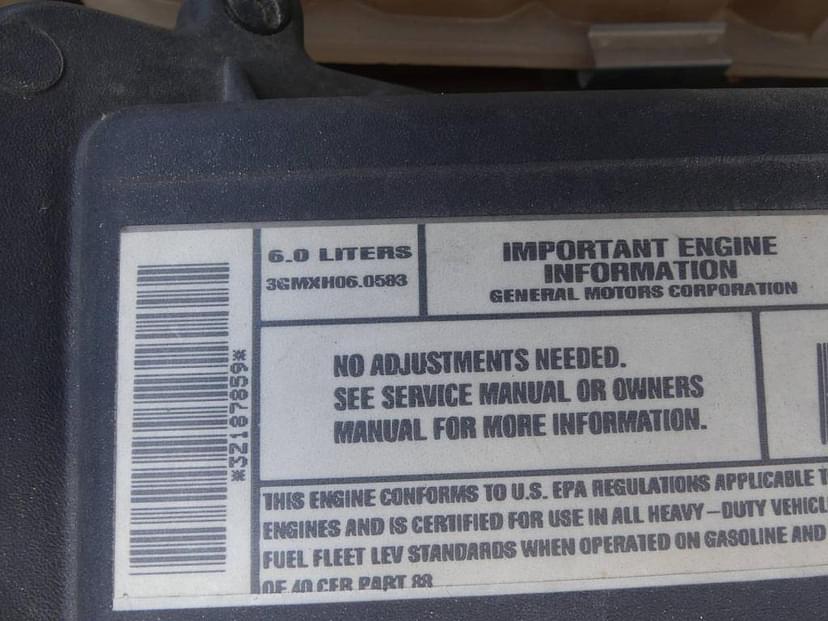 *32187859*
6.0 LITERS
3GMXH06.0583
IMPORTANT ENGINE
INFORMATION
GENERAL MOTORS CORPORATION
NO ADJUSTMENTS NEEDED.
SEE SERVICE MANUAL OR OWNERS
MANUAL FOR MORE INFORMATION.
THIS ENGINE CONFORMS TO U.S. EPA REGULATIONS APPLICABLE
ENGINES AND IS CERTIFIED FOR USE IN ALL HEAVY-DUTY
FUEL FLEET LEV STANDARDS WHEN OPERATED ON GASOLINE AND
OF 40 CFR PART 88